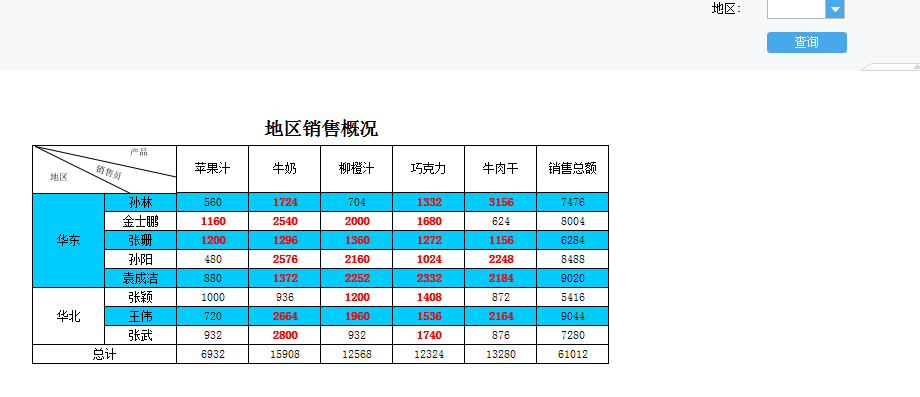 地区：
查询
地区销售概况
产品
销售员
地区
苹果汁 牛奶 柳橙汁 巧克力 牛肉干 销售总额
华东 孙林 560 1724 704 1332 3156 7476
金士鹏 1160 2540 2000 1680 624 8004
张珊 1200 1296 1360 1272 1156 6284
孙阳 480 2576 2160 1024 2248 8488
袁成洁 880 1372 2252 2332 2184 9020
华北 张颖 1000 936 1200 1408 872 5416
王伟 720 2664 1960 1536 2164 9044
张武 932 2800 932 1740 876 7280
总计 6932 15908 12568 12324 13280 61012